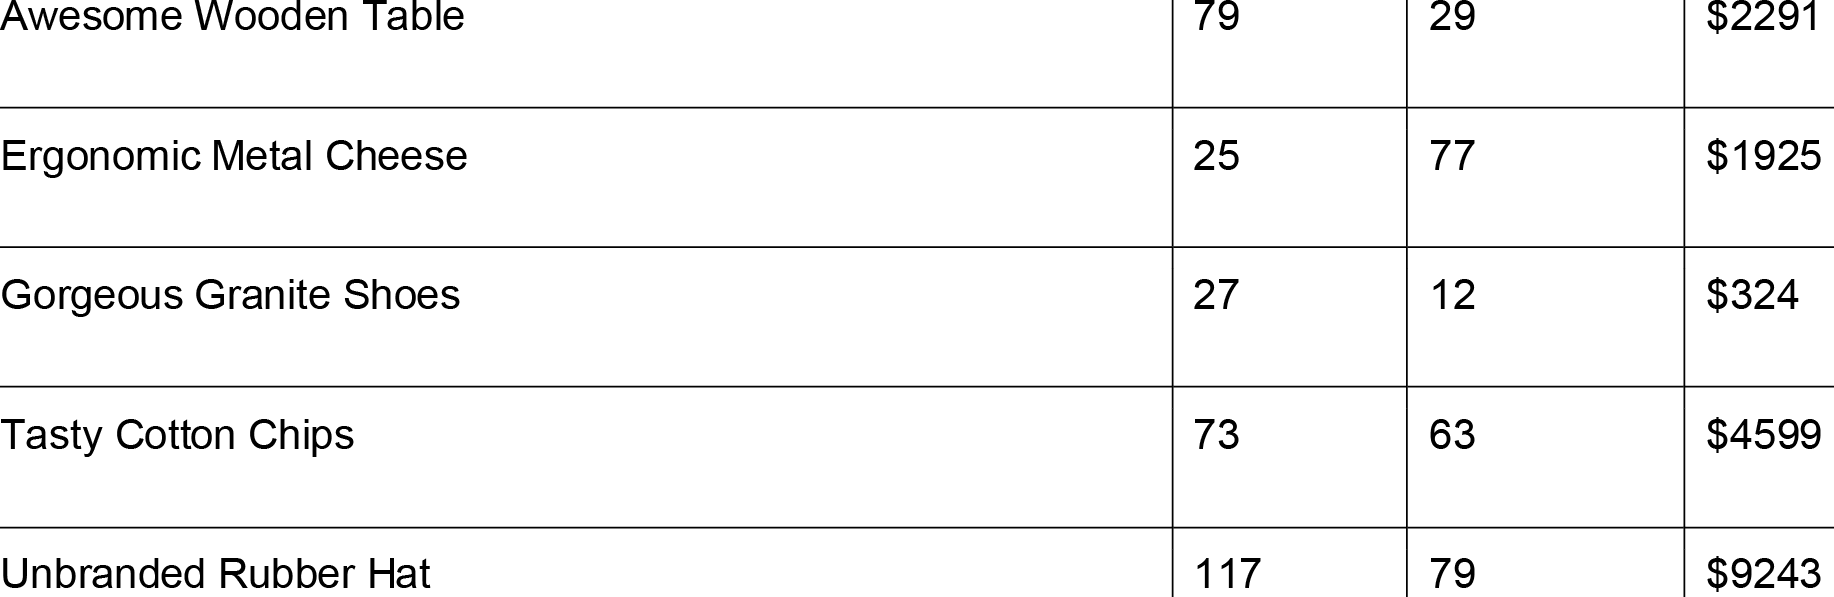 Awesome Wooden Table 79 29 $2291
Ergonomic Metal Cheese 25 77 $1925
Gorgeous Granite Shoes 27 12 $324
Tasty Cotton Chips 73 63 $4599
Unbranded Rubber Hat 117 79 $9243